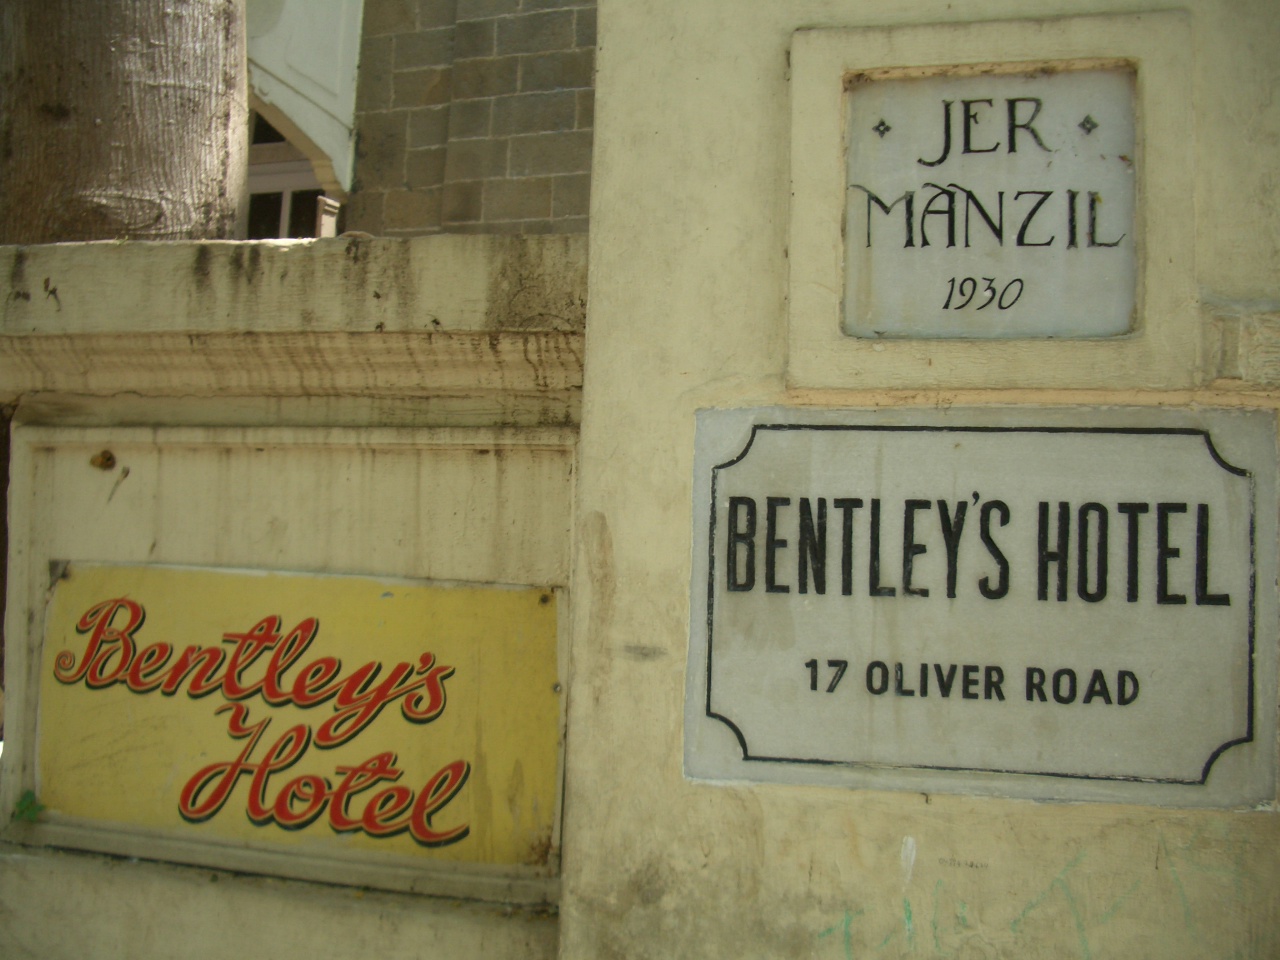 JER
MANZIL
1930
BENTLEY'S HOTEL
17 OLIVER ROAD
Bentley's
Hotel